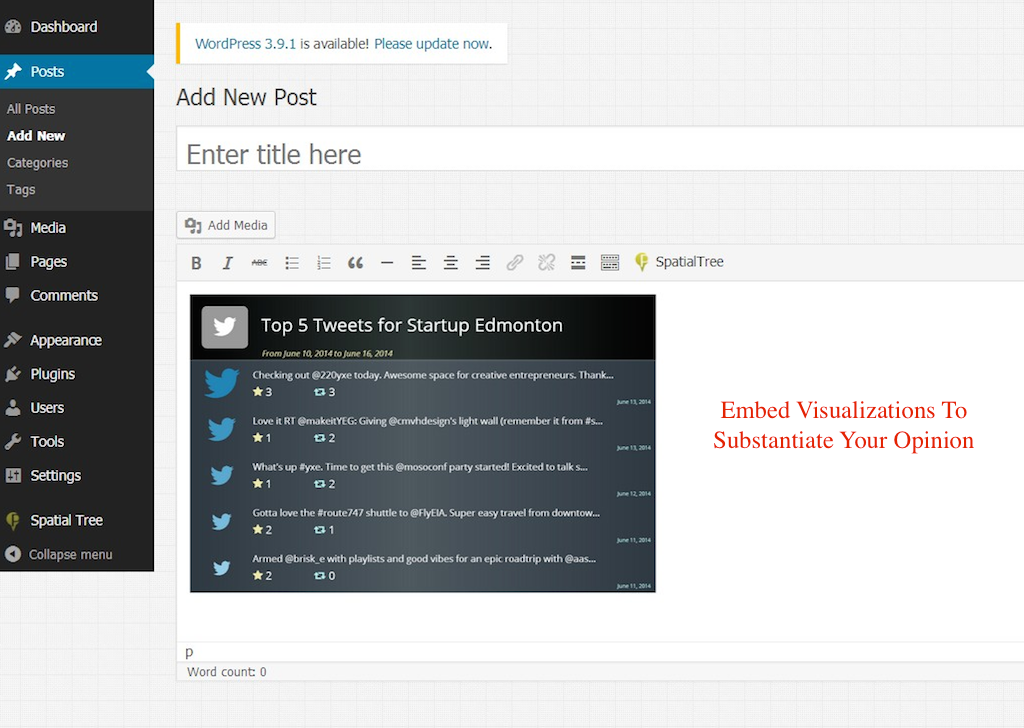 Dashboard
Posts
All Posts
Add New
Categories
Tags
Media
Pages
Comments
Appearance
Plugins
Users
Tools
Settings
Spatial Tree
Collapse menu
WordPress 3.9.1 is available! Please update now.
Add New Post
Enter title here
Add Media
B I ABC
SpatialTree
Top 5 Tweets for Startup Edmonton
From June 10, 2014 to June 16, 2014
Checking out @220yxe today. Awesome space for creative entrepreneurs. Thank...
3 3
June 13, 2014
Love it RT @makeitYEG: Giving @cmvhdesign's light wall (remember it from #s...
1 2
June 13, 2014
What's up #yxe. Time to get this @mosoconf party started! Excited to talk s...
1 2
June 12, 2014
Gotta love the #route747 shuttle to @FlyEIA. Super easy travel from downtow...
2 1
June 11, 2014
Armed @brisk_e with playlists and good vibes for an epic roadtrip with @aas...
2 0
June 11, 2014
Embed Visualizations To
Substantiate Your Opinion
p
Word count: 0